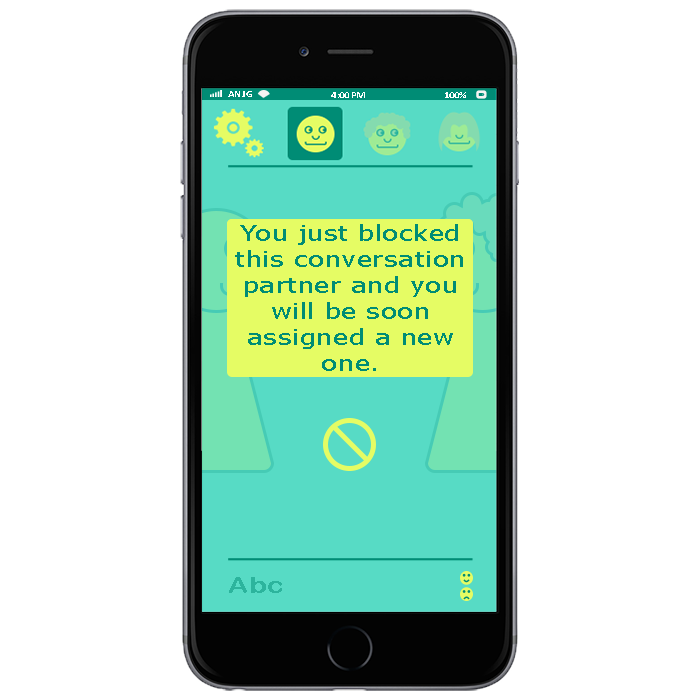 ANJG 4:00 PM 100%
You just blocked
this conversation
partner and you
will be soon
assigned a new
one.
Abc